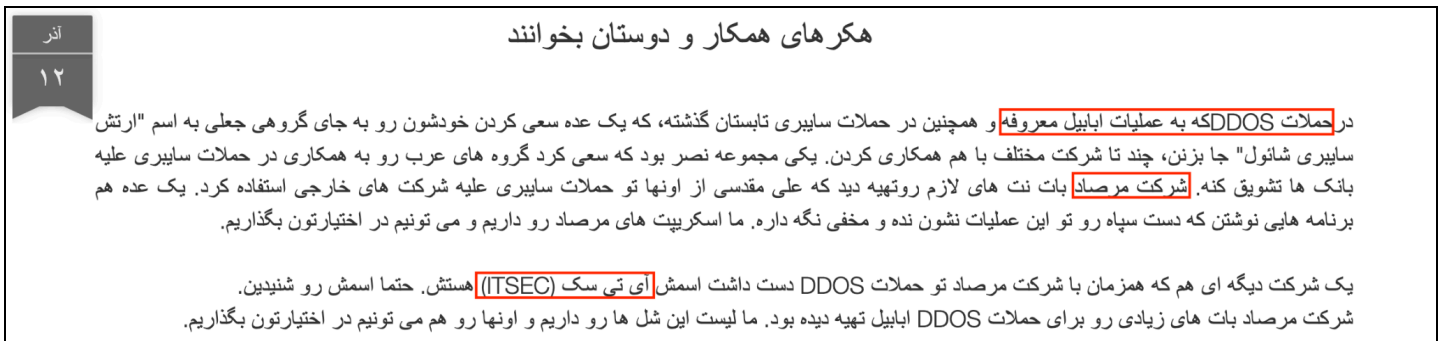 آذر
۱۲
هکرهای همکار و دوستان بخوانند
درحملات DDOSکه به عملیات ابابیل معروفه و همچنین در حملات سایبری تابستان گذشته، که یک عده سعی کردن خودشون رو به جای گروهی جعلی به اسم "ارتش
سایبری شائول" جا بزنن، چند تا شرکت مختلف با هم همکاری کردن. یکی مجموعه نصر بود که سعی کرد گروه های عرب رو به همکاری در حملات سایبری علیه
بانک ها تشویق کنه. شرکت مرصاد بات نت های لازم روتهیه دید که علی مقدسی از اونها تو حملات سایبری علیه شرکت های خارجی استفاده کرد. یک عده هم
برنامه هایی نوشتن که دست سپاه رو تو این عملیات نشون نده و مخفی نگه داره. ما اسکریپت های مرصاد رو داریم و می تونیم در اختیارتون بگذاریم.
یک شرکت دیگه ای هم که همزمان با شرکت مرصاد تو حملات DDOS دست داشت اسمش آی تی سک (ITSEC) هستش. حتما اسمش رو شنیدین.
شرکت مرصاد بات های زیادی رو برای حملات DDOS ابابیل تهیه دیده بود. ما لیست این شل ها رو داریم و اونها رو هم می تونیم در اختیارتون بگذاریم.